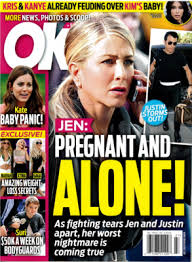 KRIS & KANYE ALREADY FEUDING OVER KIM'S BABY!
MORE NEWS, PHOTOS & SCOOPS!
OK!
Kate
BABY PANIC!
JUSTIN
STORMS
OUT!
EXCLUSIVE!
AMAZING WEIGHT
LOSS SECRETS
JEN:
PREGNANT AND
ALONE!
Suri
$50K A WEEK ON
BODYGUARDS
As fighting tears Jen and Justin
apart, her worst
nightmare is coming
true